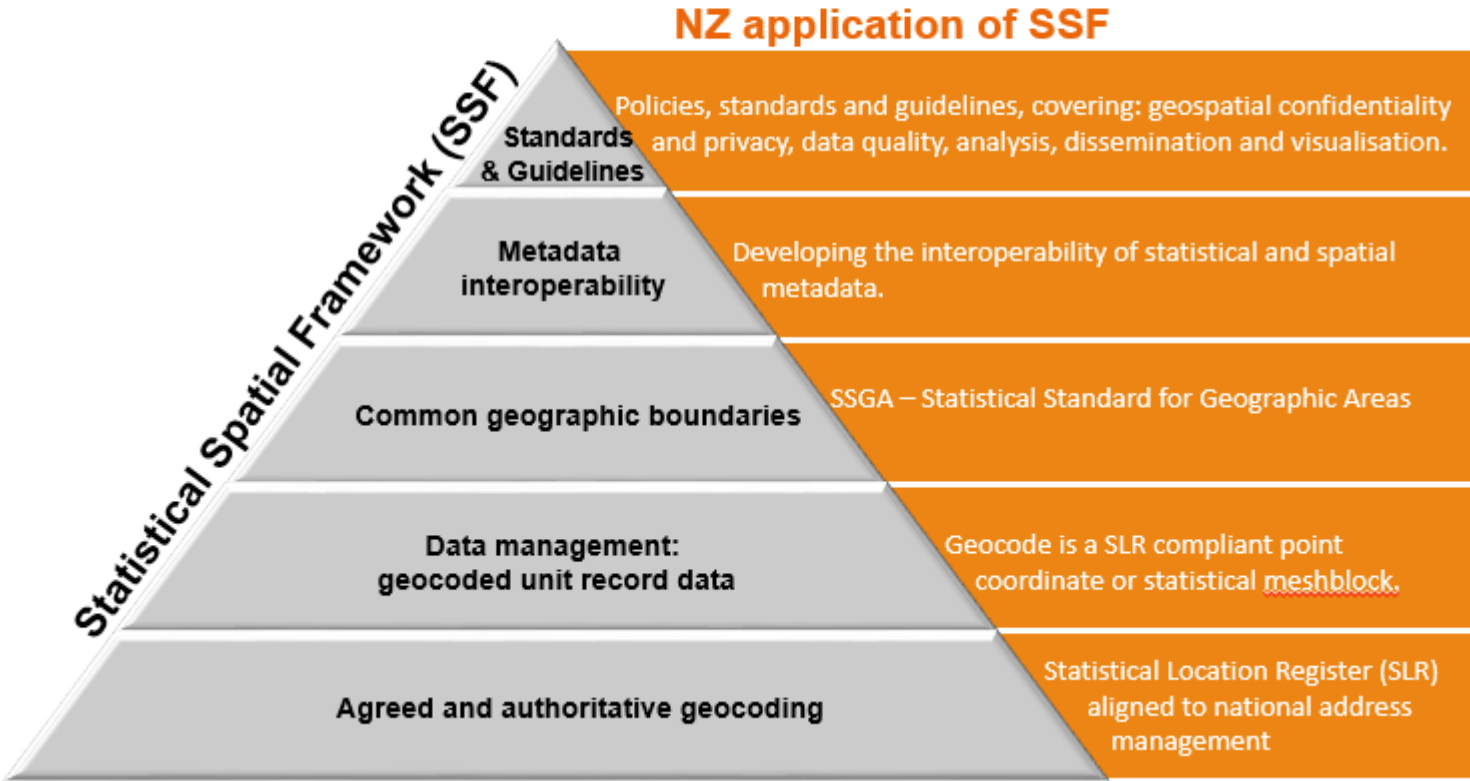 NZ application of SSF
Statistical Spatial Framework (SSF)
Standards
& Guidelines
Policies, standards and guidelines, covering: geospatial confidentiality
and privacy, data quality, analysis, dissemination and visualisation.
Metadata
interoperability
Developing the interoperability of statistical and spatial
metadata.
Common geographic boundaries
SSGA – Statistical Standard for Geographic Areas
Data management:
geocoded unit record data
Geocode is a SLR compliant point
coordinate or statistical meshblock.
Agreed and authoritative geocoding
Statistical Location Register (SLR)
aligned to national address
management